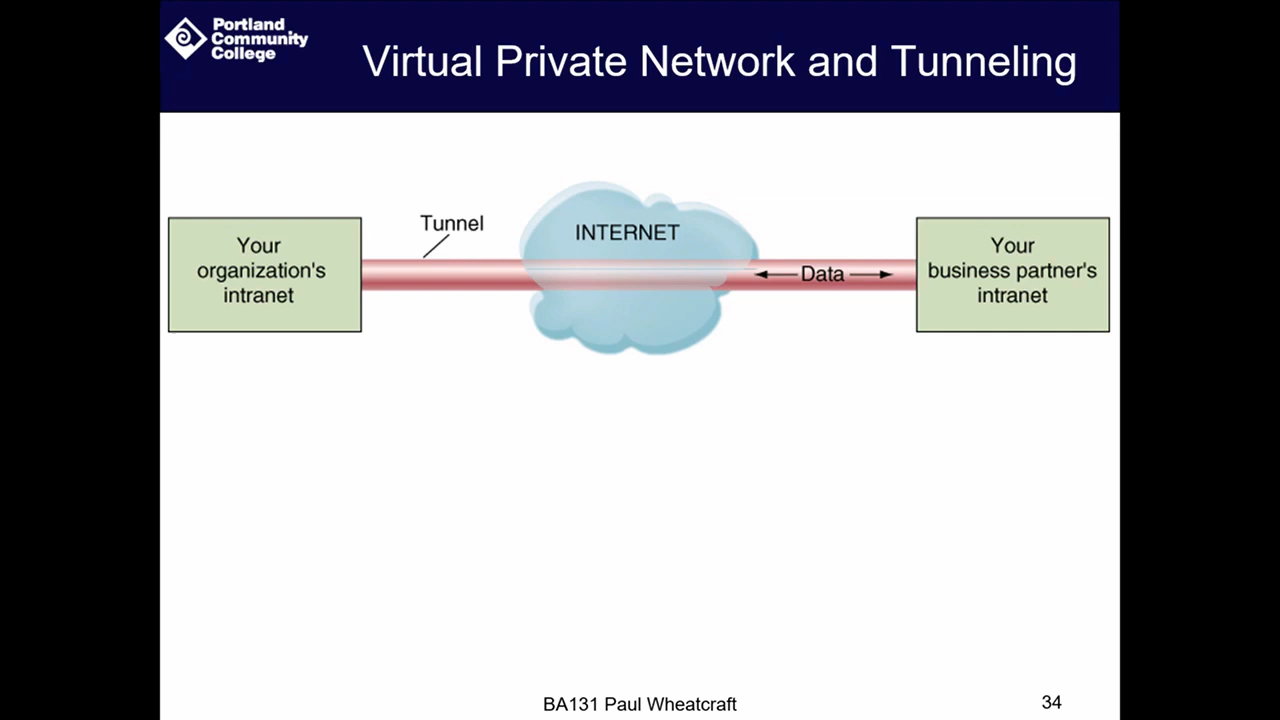 Portland
Community
College
Virtual Private Network and Tunneling
Tunnel
INTERNET
Your
organization's
intranet
Data
Your
business partner's
intranet
BA131 Paul Wheatcraft
34